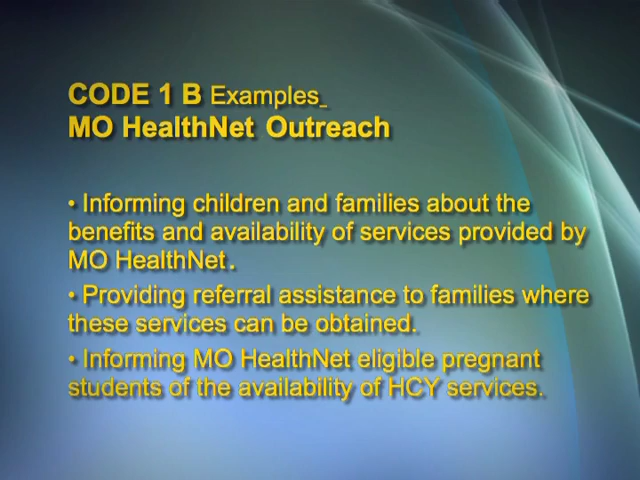 CODE 1 B Examples_
MO HealthNet Outreach
• Informing children and families about the
benefits and availability of services provided by
MO HealthNet.
• Providing referral assistance to families where
these services can be obtained.
• Informing MO HealthNet eligible pregnant
students of the availability of HCY services.